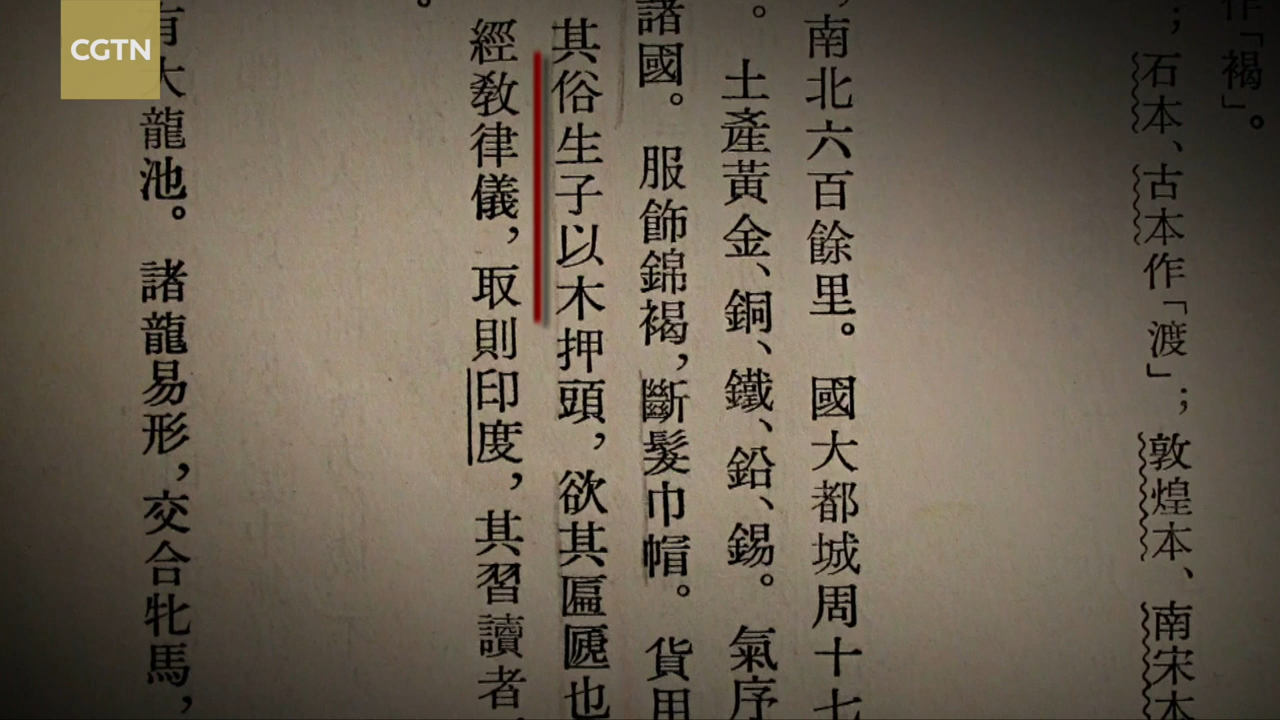 CGTN
作「褐」。
；石本、古本作「渡」；敦煌本、南宋本
，南北六百餘里。國大都城周十七
。土產黃金、銅、鐵、鉛、錫。氣序
諸國。服飾錦褐，斷髮巾帽。貨用
其俗生子以木押頭，欲其匾㔸也
經教律儀，取則印度，其習讀者，
。
有大龍池。諸龍易形，交合牝馬，